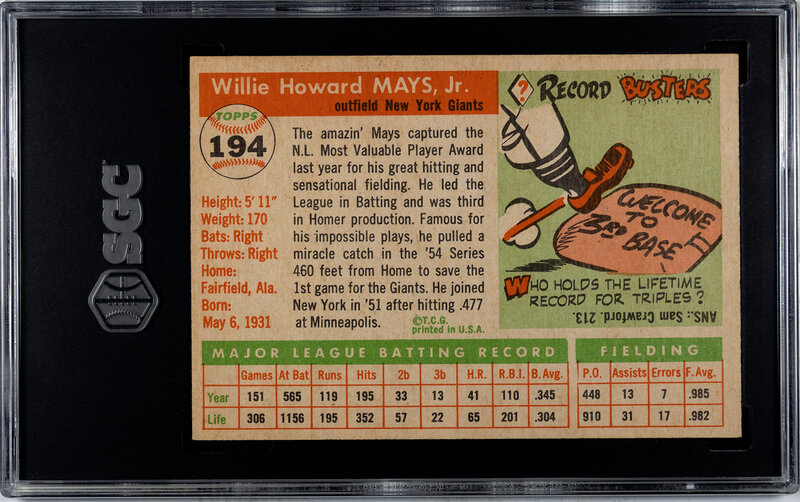 SGC
Willie Howard MAYS, Jr.
outfield New York Giants
TOPPS
194
Height: 5' 11"
Weight: 170
Bats: Right
Throws: Right
Home:
Fairfield, Ala.
Born:
May 6, 1931
The amazin' Mays captured the
N.L. Most Valuable Player Award
last year for his great hitting and
sensational fielding. He led the
League in Batting and was third
in Homer production. Famous for
his impossible plays, he pulled a
miracle catch in the '54 Series
460 feet from Home to save the
1st game for the Giants. He joined
New York in '51 after hitting .477
at Minneapolis.
©T.C.G.
printed in U.S.A.
? RECORD BUSTERS
WELCOME
TO
3RD BASE
WHO HOLDS THE LIFETIME
RECORD FOR TRIPLES?
ANS.: Sam Crawford, 213.
MAJOR LEAGUE BATTING RECORD
Games At Bat Runs Hits 2b 3b H.R. R.B.I. B. Avg.
Year 151 565 119 195 33 13 41 110 .345
Life 306 1156 195 352 57 22 65 201 .304
FIELDING
P.O. Assists Errors F. Avg.
448 13 7 .985
910 31 17 .982